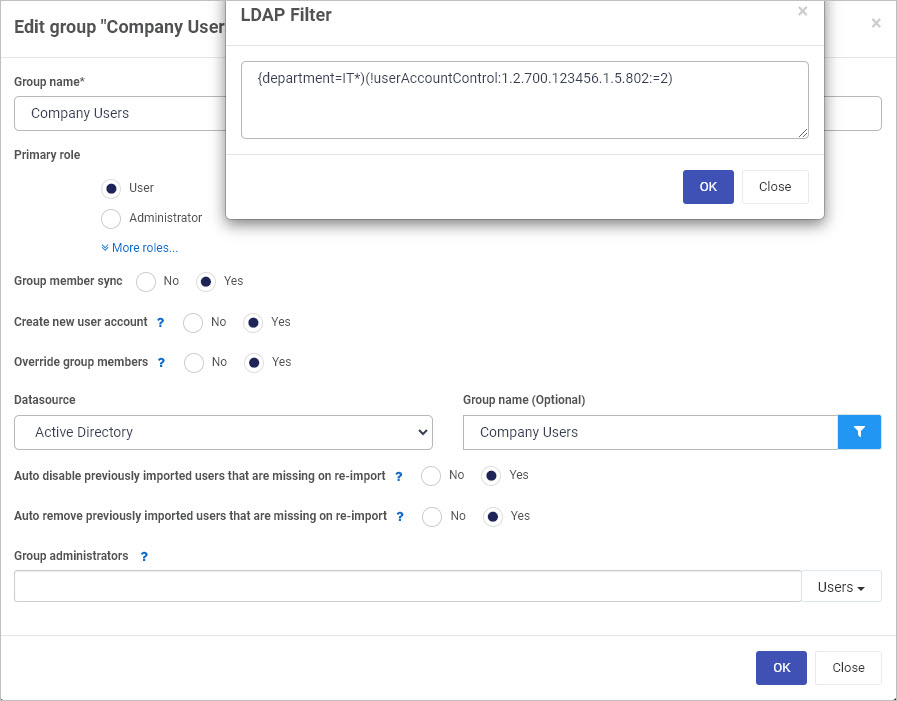 Edit group "Company User
×
LDAP Filter
×
{department=IT*)(!userAccountControl:1.2.700.123456.1.5.802:=2)
OK
Close
Group name*
Company Users
Primary role
User
Administrator
More roles...
Group member sync No Yes
Create new user account ? No Yes
Override group members ? No Yes
Datasource
Group name (Optional)
Active Directory
Company Users
Auto disable previously imported users that are missing on re-import ? No Yes
Auto remove previously imported users that are missing on re-import ? No Yes
Group administrators ?
Users
OK
Close